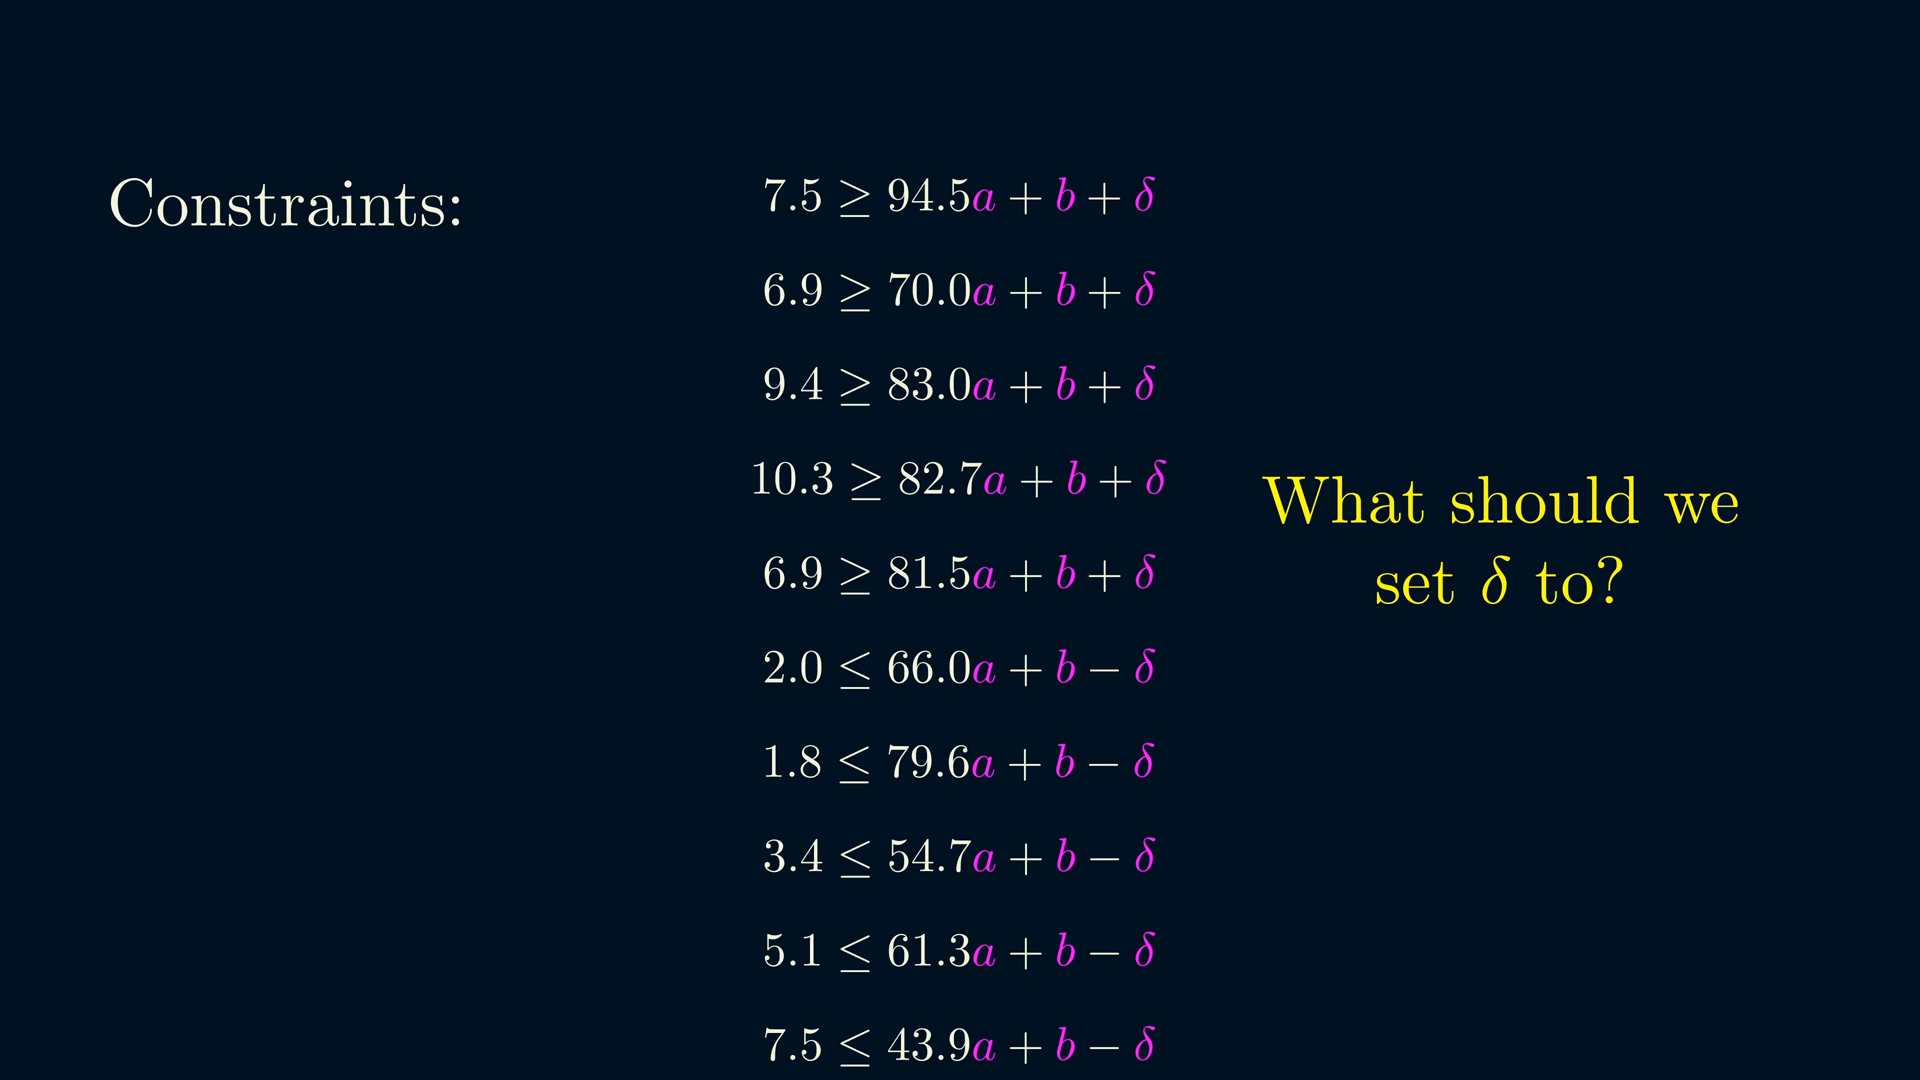 Constraints:
7.5 ≥ 94.5a + b + δ
6.9 ≥ 70.0a + b + δ
9.4 ≥ 83.0a + b + δ
10.3 ≥ 82.7a + b + δ
6.9 ≥ 81.5a + b + δ
2.0 ≤ 66.0a + b − δ
1.8 ≤ 79.6a + b − δ
3.4 ≤ 54.7a + b − δ
5.1 ≤ 61.3a + b − δ
7.5 ≤ 43.9a + b − δ
What should we
set δ to?